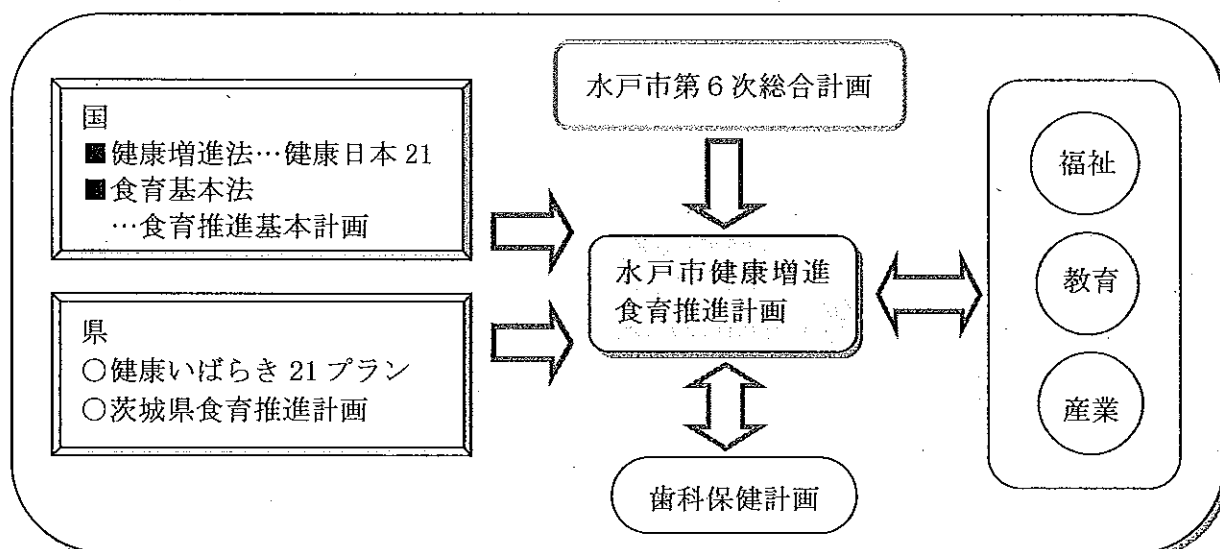 国
■健康増進法…健康日本 21
■食育基本法
…食育推進基本計画
県
○健康いばらき 21 プラン
○茨城県食育推進計画
水戸市第6次総合計画
水戸市健康増進
食育推進計画
歯科保健計画
福祉
教育
産業